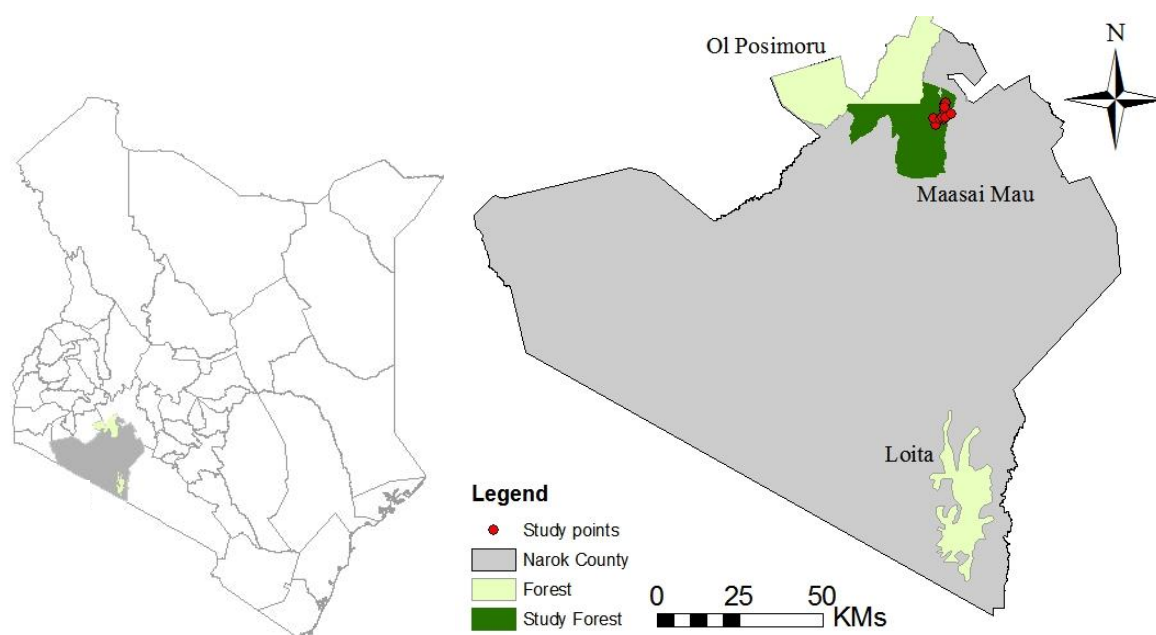 Ol Posimoru
N
Maasai Mau
Loita
Legend
Study points
Narok County
Forest
Study Forest
0 25 50
KMs